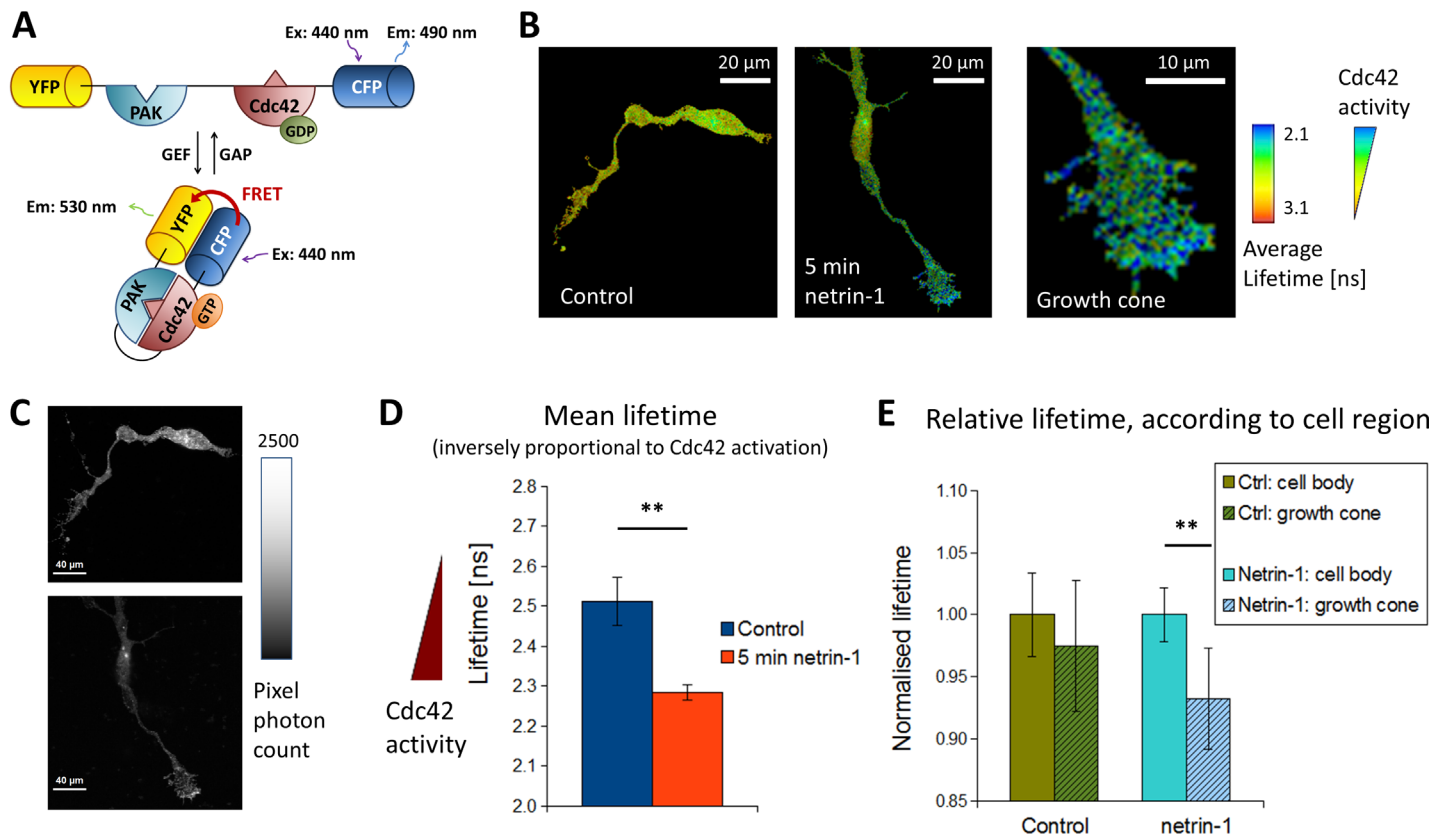 A
Ex: 440 nm
Em: 490 nm
YFP
PAK
Cdc42
GDP
CFP
GEF
GAP
FRET
Em: 530 nm
YFP
CFP
Ex: 440 nm
PAK
Cdc42
GTP
B
20 µm
Control
20 µm
5 min
netrin-1
10 µm
Growth cone
2.1
3.1
Average
Lifetime [ns]
Cdc42
activity
C
40 µm
40 µm
2500
Pixel
photon
count
D
Mean lifetime
(inversely proportional to Cdc42 activation)
2.8
2.7
2.6
2.5
2.4
2.3
2.2
2.1
2.0
Lifetime [ns]
**
Control
5 min netrin-1
Cdc42
activity
E
Relative lifetime, according to cell region
1.10
1.05
1.00
0.95
0.90
0.85
Normalised lifetime
**
Ctrl: cell body
Ctrl: growth cone
Netrin-1: cell body
Netrin-1: growth cone
Control
netrin-1